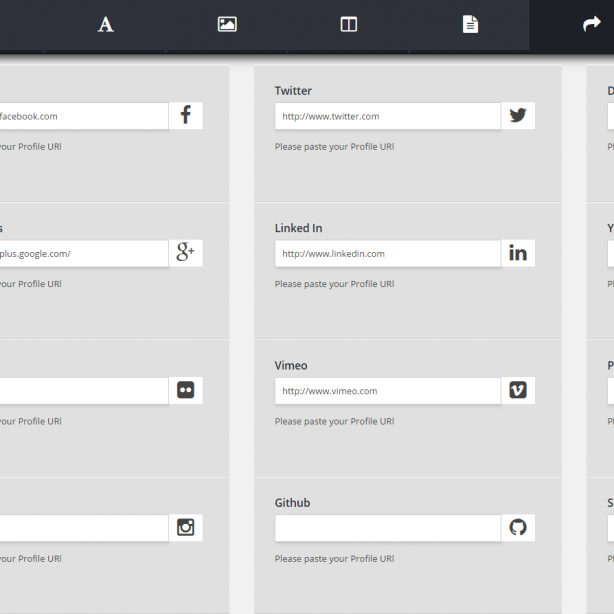 Twitter
D
facebook.com
http://www.twitter.com
your Profile URl
Please paste your Profile URl
Pl
s
Linked In
Y
plus.google.com/
http://www.linkedin.com
your Profile URl
Please paste your Profile URl
Pl
Vimeo
P
http://www.vimeo.com
your Profile URl
Please paste your Profile URl
Pl
Github
S
your Profile URl
Please paste your Profile URl
Pl